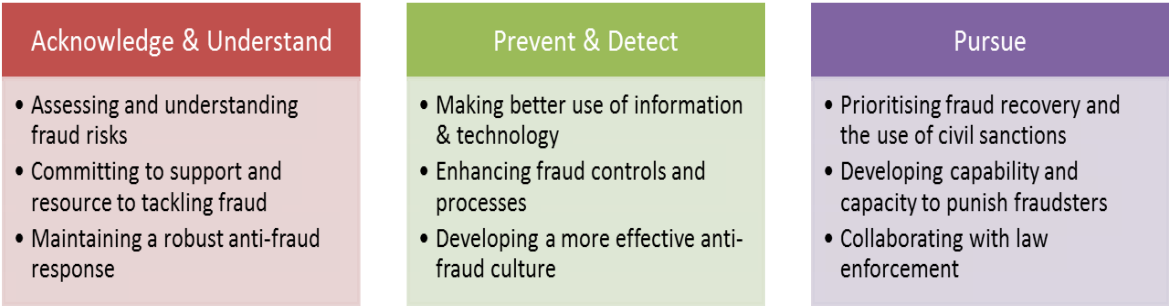 Acknowledge & Understand
• Assessing and understanding
fraud risks
• Committing to support and
resource to tackling fraud
• Maintaining a robust anti-fraud
response
Prevent & Detect
• Making better use of information
& technology
• Enhancing fraud controls and
processes
• Developing a more effective anti-
fraud culture
Pursue
• Prioritising fraud recovery and
the use of civil sanctions
• Developing capability and
capacity to punish fraudsters
• Collaborating with law
enforcement